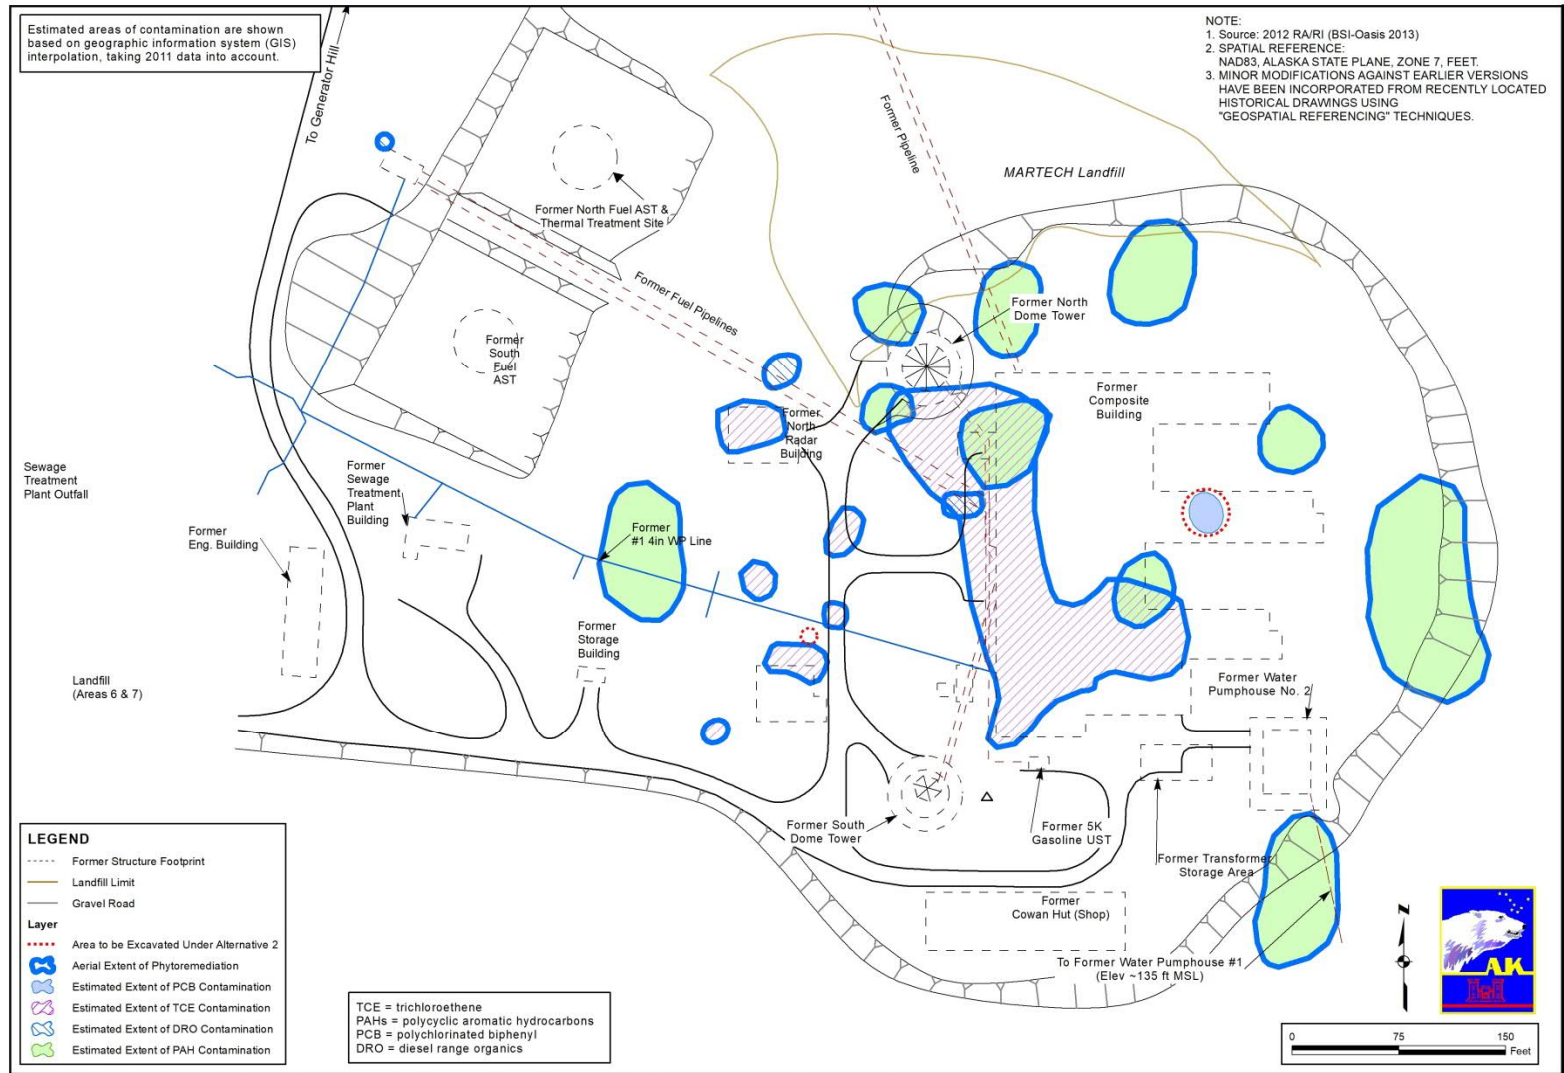 Estimated areas of contamination are shown
based on geographic information system (GIS)
interpolation, taking 2011 data into account.
NOTE:
1. Source: 2012 RA/RI (BSI-Oasis 2013)
2. SPATIAL REFERENCE:
NAD83, ALASKA STATE PLANE, ZONE 7, FEET.
3. MINOR MODIFICATIONS AGAINST EARLIER VERSIONS
HAVE BEEN INCORPORATED FROM RECENTLY LOCATED
HISTORICAL DRAWINGS USING
"GEOSPATIAL REFERENCING" TECHNIQUES.
To Generator Hill
Former Pipeline
MARTECH Landfill
Former North Fuel AST &
Thermal Treatment Site
Former Fuel Pipelines
Former North
Dome Tower
Former
South
Fuel
AST
Former
Composite
Building
Former
North
Radar
Building
Sewage
Treatment
Plant Outfall
Former
Sewage
Treatment
Plant
Building
Former
Eng. Building
Former
#1 4in WP Line
Former
Storage
Building
Landfill
(Areas 6 & 7)
Former Water
Pumphouse No. 2
Former South
Dome Tower
Former 5K
Gasoline UST
Former Transformer
Storage Area
Former
Cowan Hut (Shop)
To Former Water Pumphouse #1
(Elev ~135 ft MSL)
LEGEND
Former Structure Footprint
Landfill Limit
Gravel Road
Layer
Area to be Excavated Under Alternative 2
Aerial Extent of Phytoremediation
Estimated Extent of PCB Contamination
Estimated Extent of TCE Contamination
Estimated Extent of DRO Contamination
Estimated Extent of PAH Contamination
TCE = trichloroethene
PAHs = polycyclic aromatic hydrocarbons
PCB = polychlorinated biphenyl
DRO = diesel range organics
N
AK
0 75 150
Feet